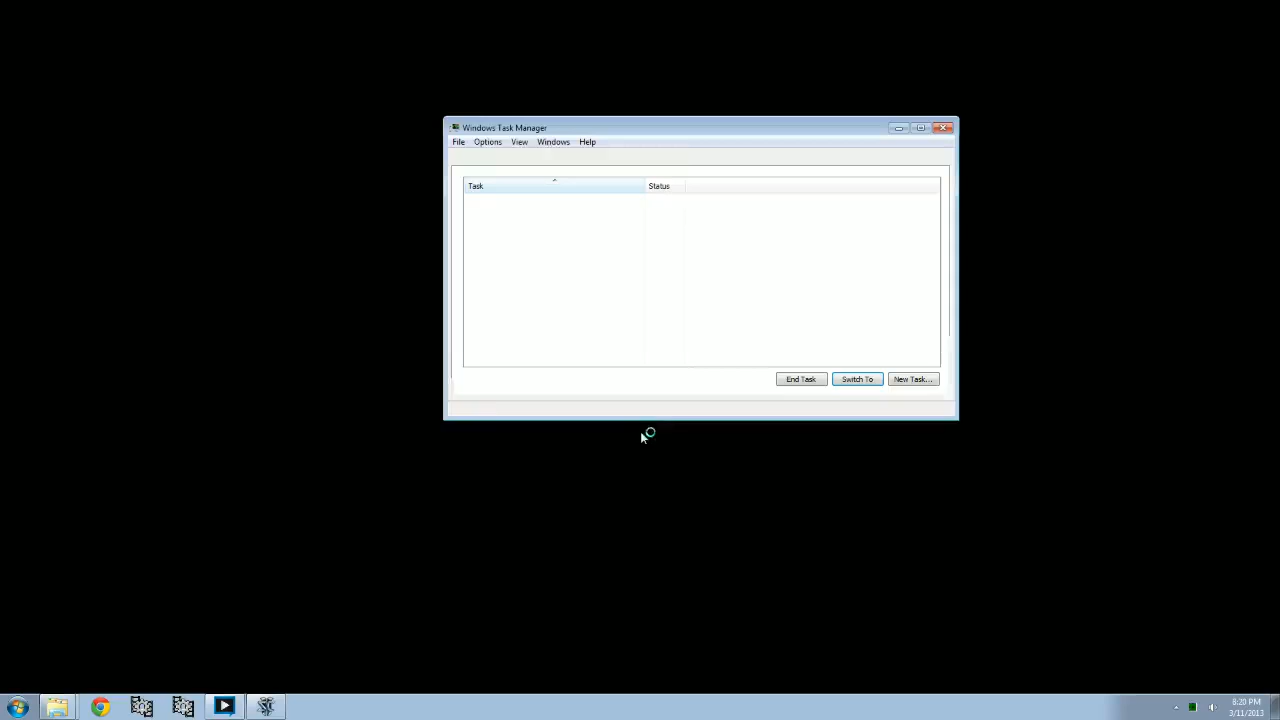 Windows Task Manager
File Options View Windows Help
Task Status
End Task Switch To New Task...
8:20 PM
3/11/2013